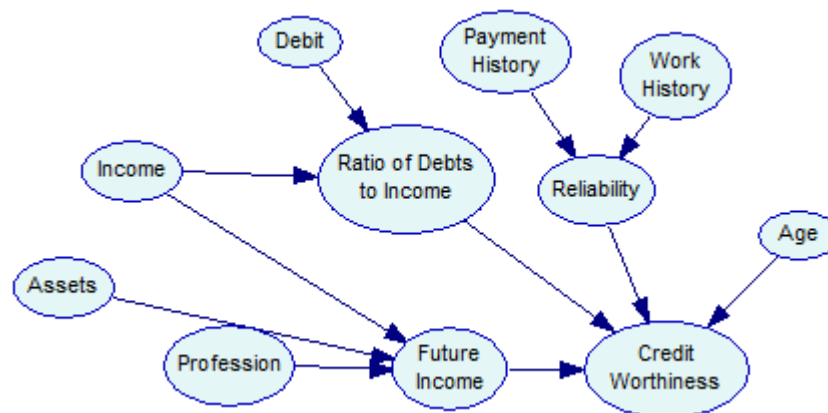 Debit
Payment
History
Work
History
Income
Ratio of Debts
to Income
Reliability
Age
Assets
Profession
Future
Income
Credit
Worthiness